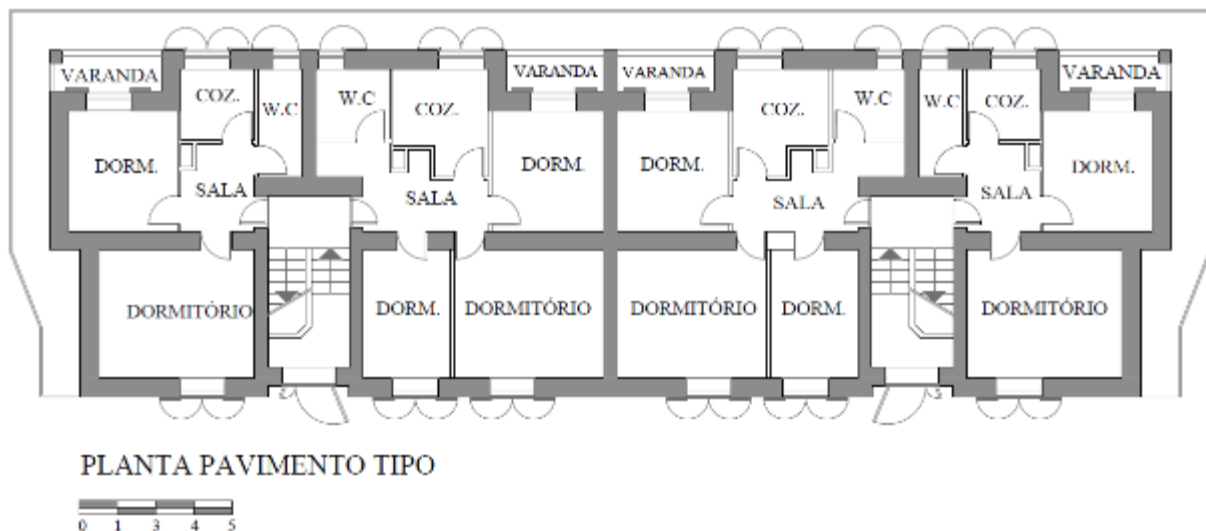 VARANDA
VARANDA
VARANDA
VARANDA
COZ.
W.C
W.C
COZ.
COZ.
W.C
W.C
COZ.
DORM.
SALA
SALA
DORM.
DORM.
SALA
SALA
DORM.
DORMITÓRIO
DORM.
DORMITÓRIO
DORMITÓRIO
DORM.
DORMITÓRIO
PLANTA PAVIMENTO TIPO
0 1 3 4 5